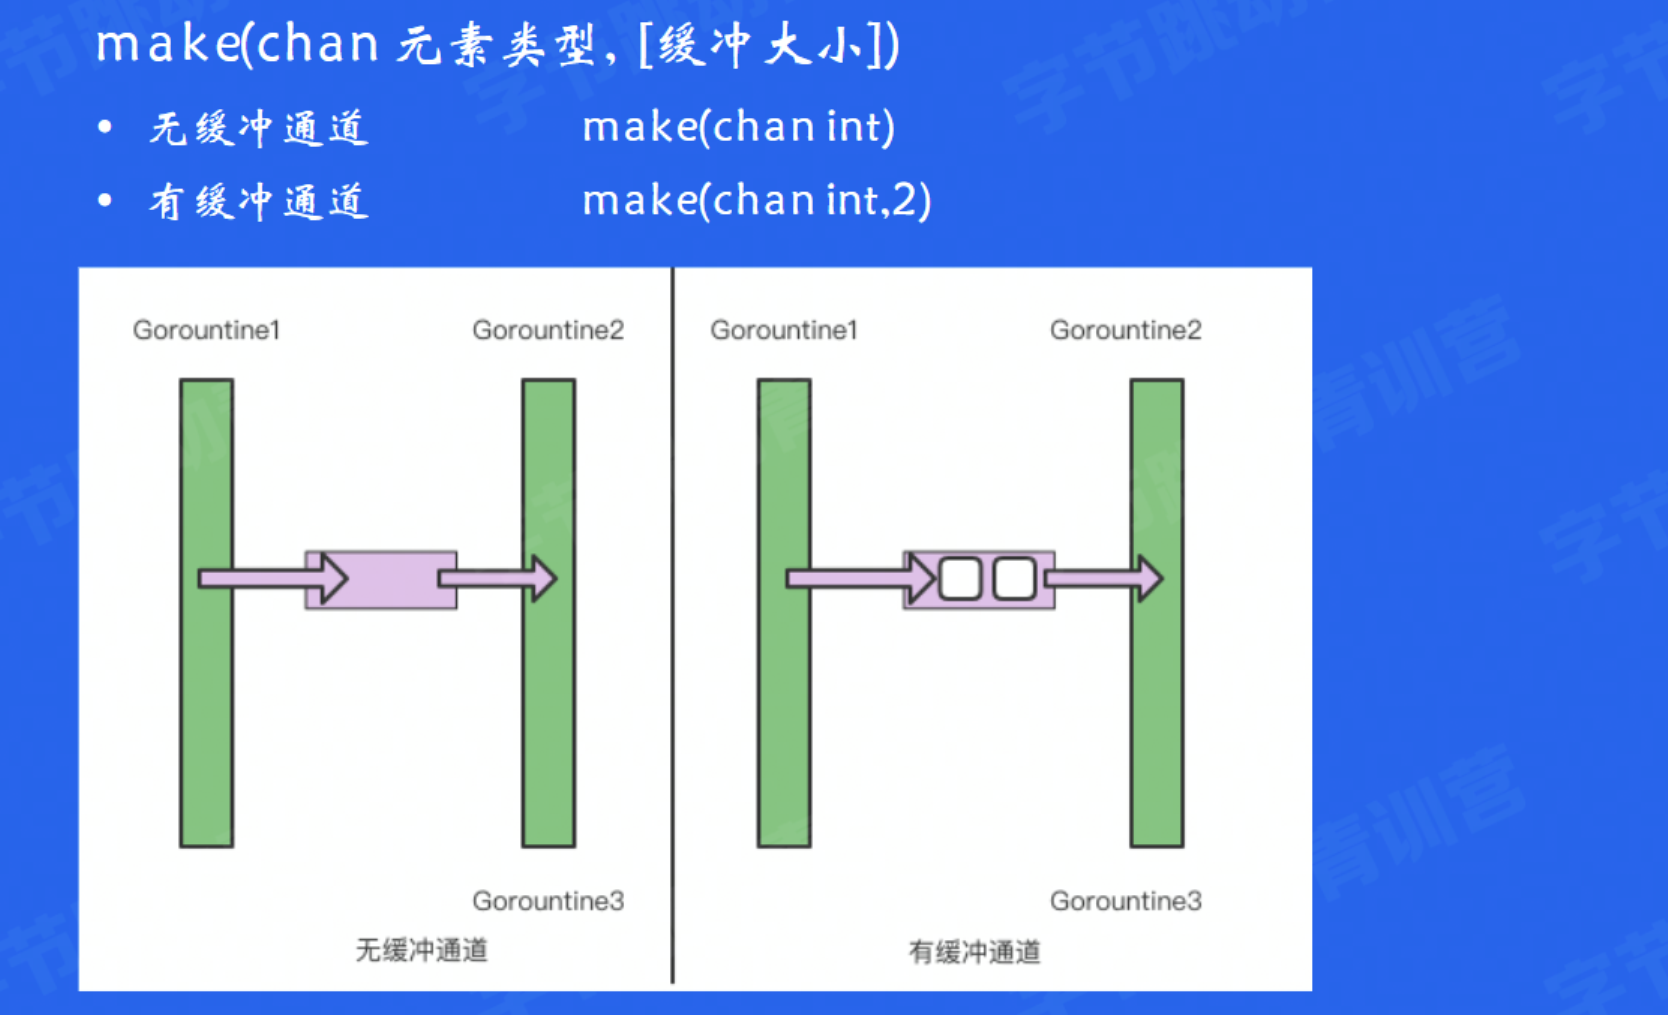 make(chan 元素类型, [缓冲大小])
• 无缓冲通道 make(chan int)
• 有缓冲通道 make(chan int,2)
Gorountine1 Gorountine2 Gorountine1 Gorountine2
Gorountine3 Gorountine3
无缓冲通道 有缓冲通道